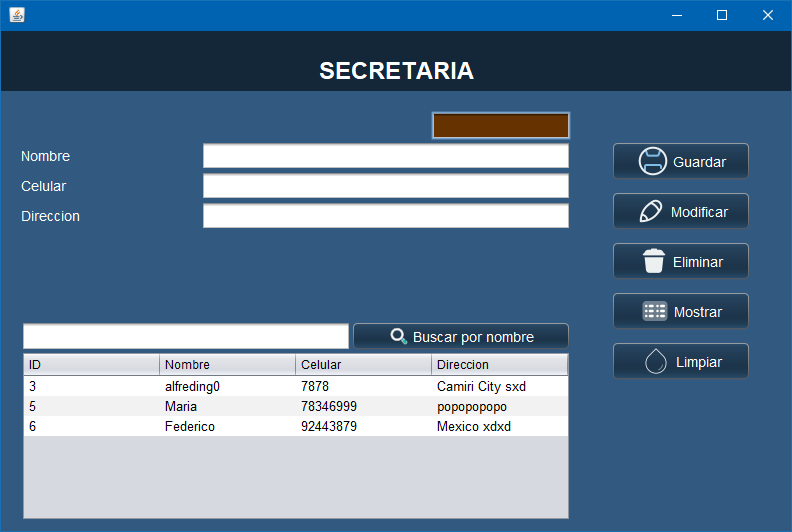 SECRETARIA
Nombre
Guardar
Celular
Modificar
Direccion
Eliminar
Mostrar
Buscar por nombre
Limpiar
ID Nombre Celular Direccion
3 alfreding0 7878 Camiri City sxd
5 Maria 78346999 popopopopo
6 Federico 92443879 Mexico xdxd